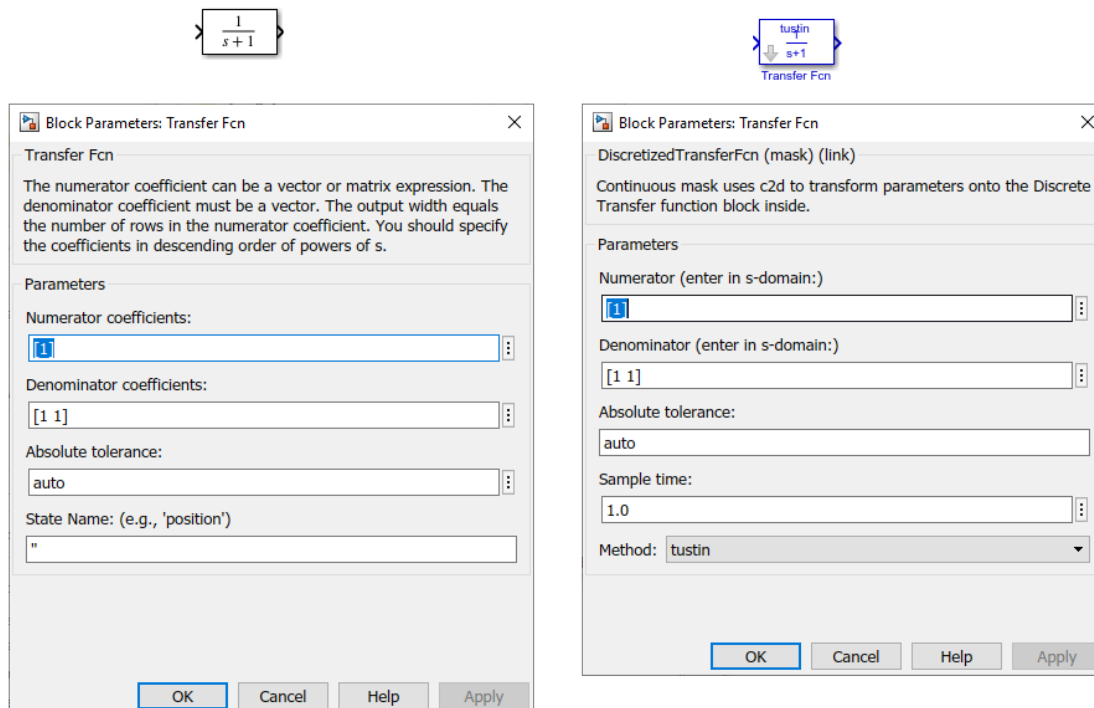 1
s + 1
tustin
1
s+1
Transfer Fcn
Block Parameters: Transfer Fcn
Transfer Fcn
The numerator coefficient can be a vector or matrix expression. The
denominator coefficient must be a vector. The output width equals
the number of rows in the numerator coefficient. You should specify
the coefficients in descending order of powers of s.
Parameters
Numerator coefficients:
[1]
Denominator coefficients:
[1 1]
Absolute tolerance:
auto
State Name: (e.g., 'position')
''
OK
Cancel
Help
Apply
Block Parameters: Transfer Fcn
DiscretizedTransferFcn (mask) (link)
Continuous mask uses c2d to transform parameters onto the Discrete
Transfer function block inside.
Parameters
Numerator (enter in s-domain:)
[1]
Denominator (enter in s-domain:)
[1 1]
Absolute tolerance:
auto
Sample time:
1.0
Method: tustin
OK
Cancel
Help
Apply